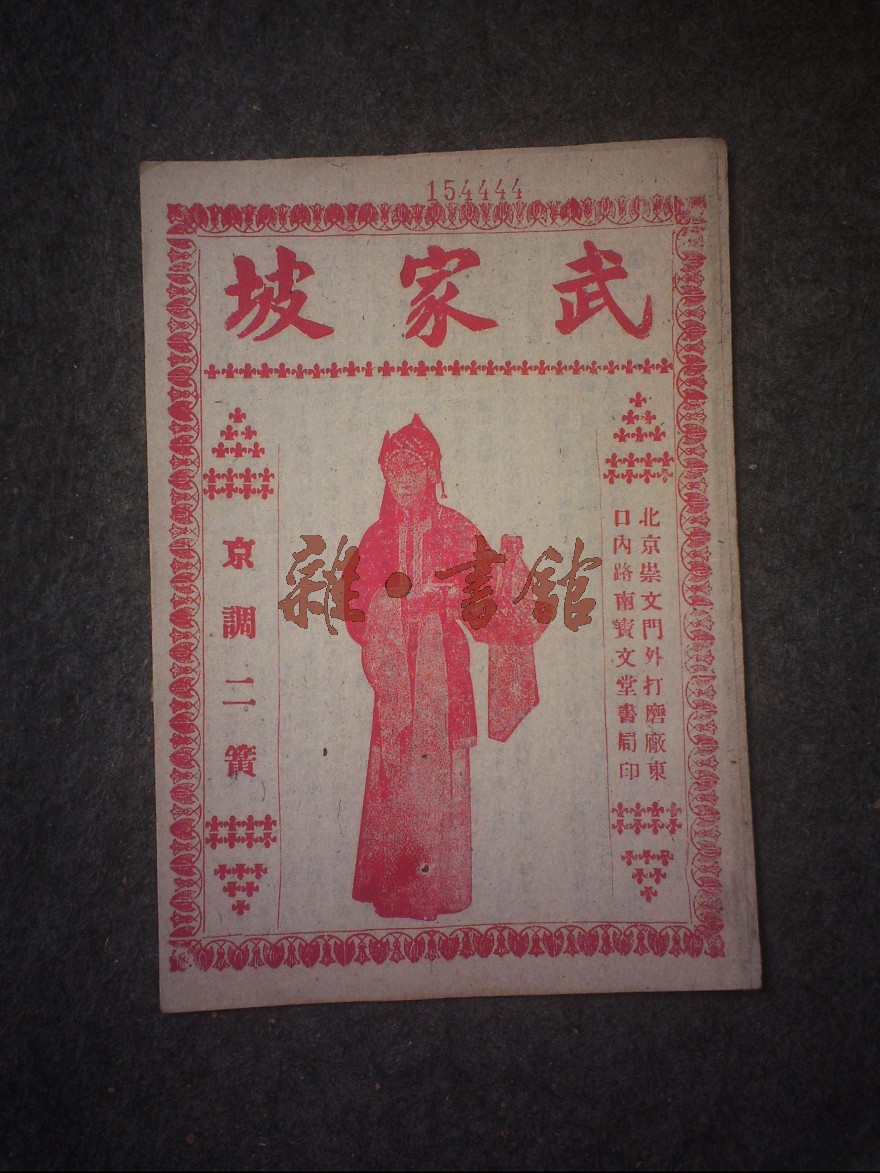 154444
武家坡
北京崇文門外打磨廠東
口內路南寳文堂書局印
京調二簧
雜·書館